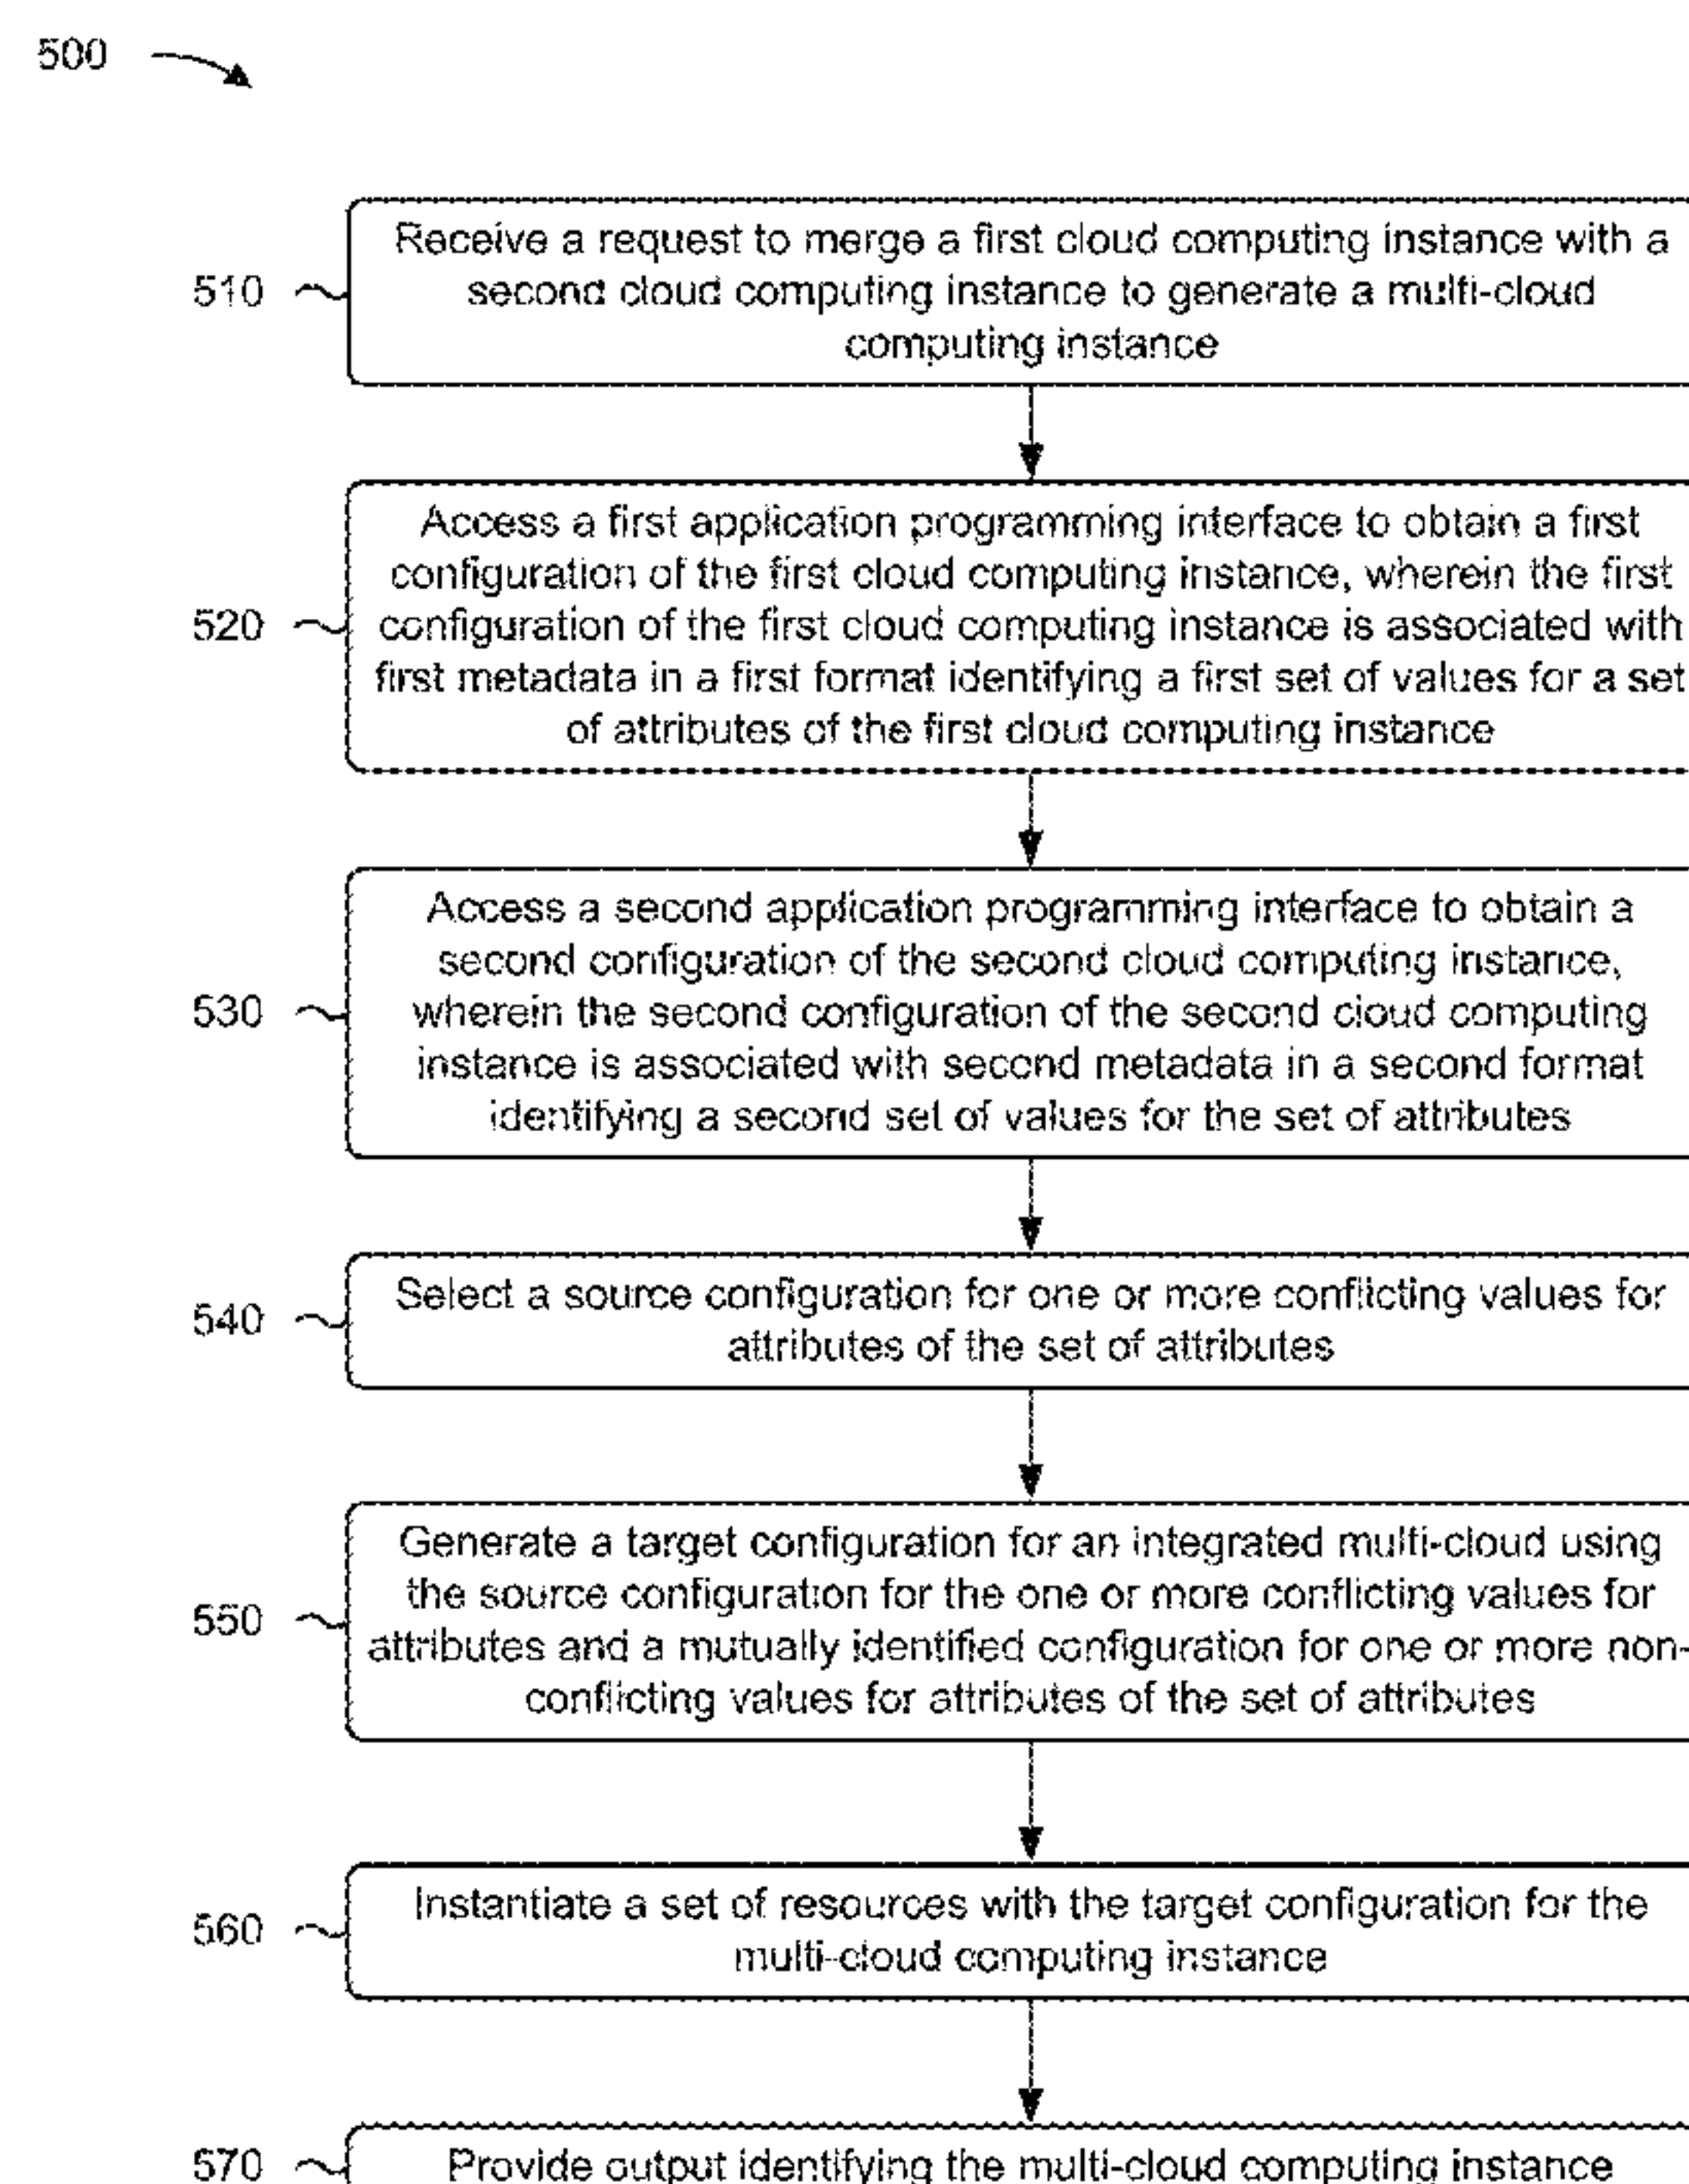 500
510
Receive a request to merge a first cloud computing instance with a
second cloud computing instance to generate a multi-cloud
computing instance
520
Access a first application programming interface to obtain a first
configuration of the first cloud computing instance, wherein the first
configuration of the first cloud computing instance is associated with
first metadata in a first format identifying a first set of values for a set
of attributes of the first cloud computing instance
530
Access a second application programming interface to obtain a
second configuration of the second cloud computing instance,
wherein the second configuration of the second cloud computing
instance is associated with second metadata in a second format
identifying a second set of values for the set of attributes
540
Select a source configuration for one or more conflicting values for
attributes of the set of attributes
550
Generate a target configuration for an integrated multi-cloud using
the source configuration for the one or more conflicting values for
attributes and a mutually identified configuration for one or more non-
conflicting values for attributes of the set of attributes
560
Instantiate a set of resources with the target configuration for the
multi-cloud computing instance
570
Provide output identifying the multi-cloud computing instance